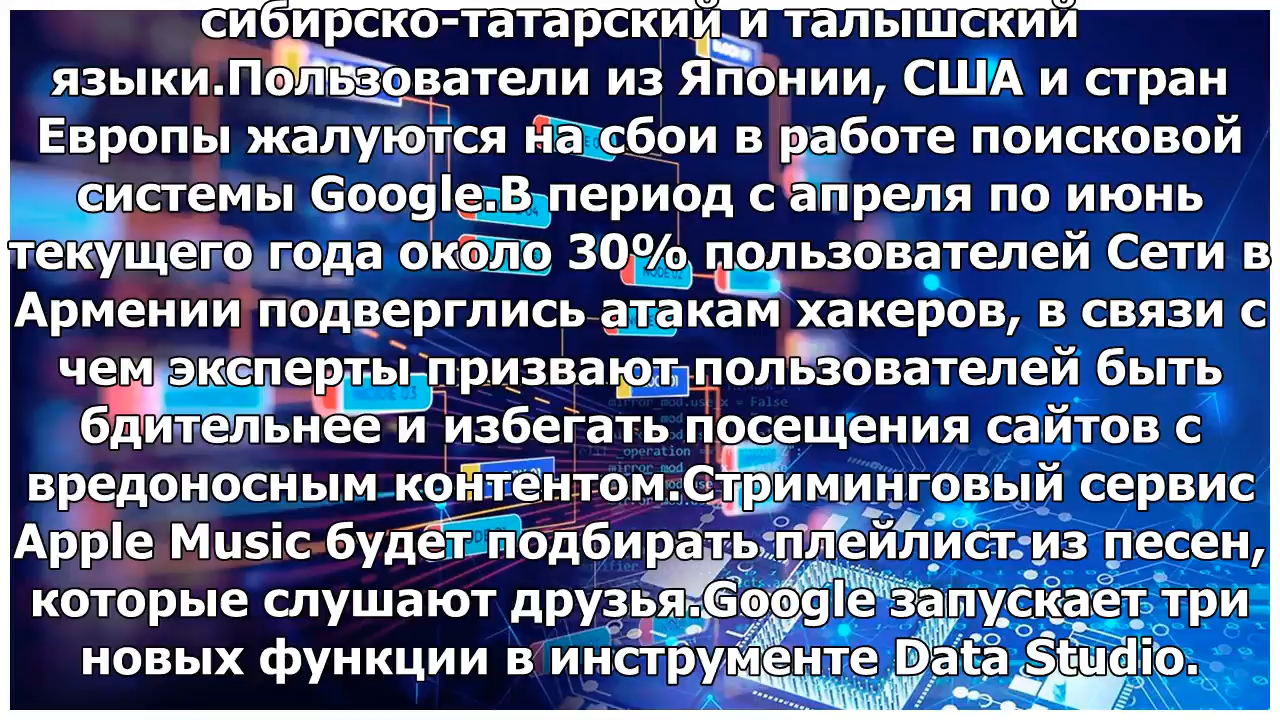 сибирско-татарский и талышский
языки.Пользователи из Японии, США и стран
Европы жалуются на сбои в работе поисковой
системы Google.В период с апреля по июнь
текущего года около 30% пользователей Сети в
Армении подверглись атакам хакеров, в связи с
чем эксперты призвают пользователей быть
бдительнее и избегать посещения сайтов с
вредоносным контентом.Стриминговый сервис
Apple Music будет подбирать плейлист из песен,
которые слушают друзья.Google запускает три
новых функции в инструменте Data Studio.